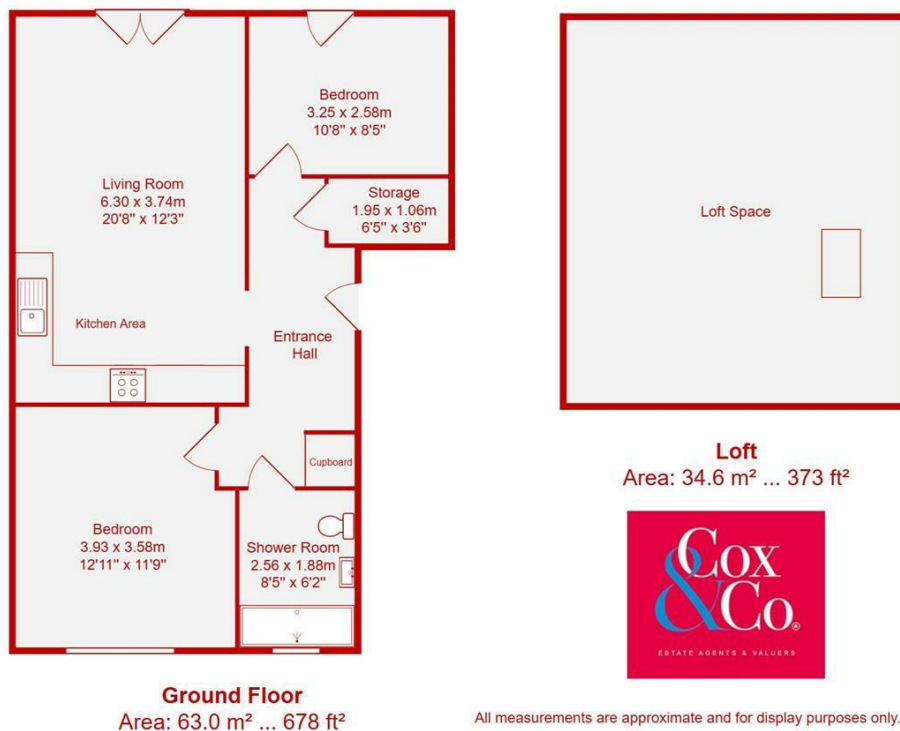 Bedroom
3.25 x 2.58m
10'8" x 8'5"
Living Room
6.30 x 3.74m
20'8" x 12'3"
Storage
1.95 x 1.06m
6'5" x 3'6"
Kitchen Area
Entrance
Hall
Cupboard
Bedroom
3.93 x 3.58m
12'11" x 11'9"
Shower Room
2.56 x 1.88m
8'5" x 6'2"
Ground Floor
Area: 63.0 m² ... 678 ft²
Loft Space
Loft
Area: 34.6 m² ... 373 ft²
Cox
& Co.®
ESTATE AGENTS & VALUERS
All measurements are approximate and for display purposes only.